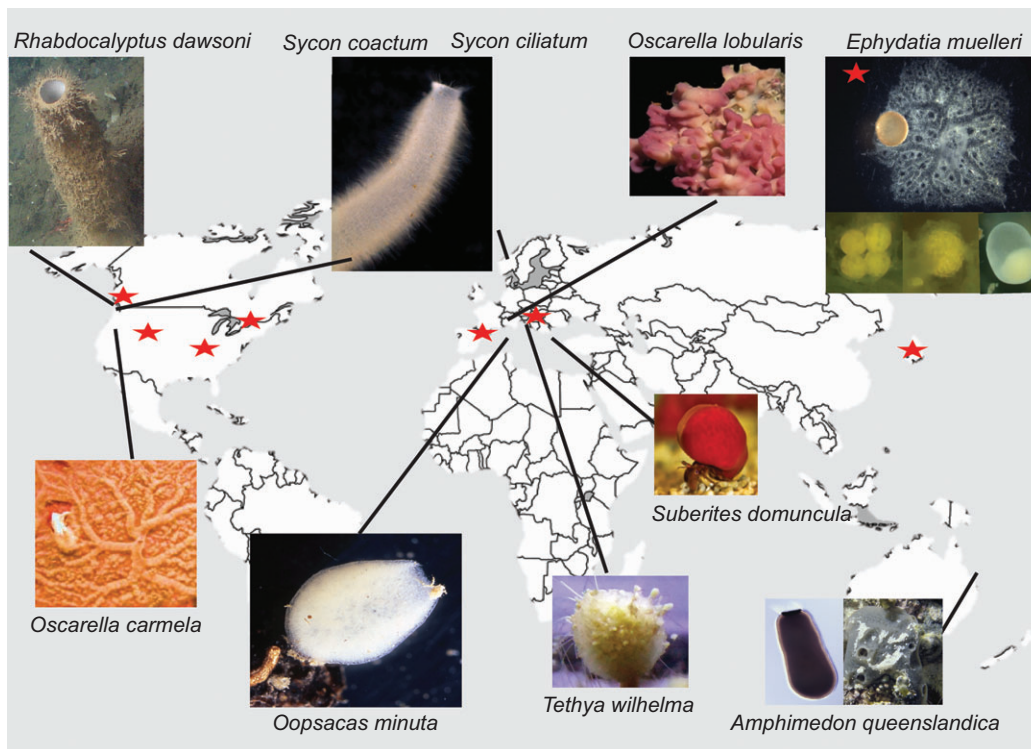 Rhabdocalyptus dawsoni
Sycon coactum
Sycon ciliatum
Oscarella lobularis
Ephydatia muelleri
Suberites domuncula
Oscarella carmela
Oopsacas minuta
Tethya wilhelma
Amphimedon queenslandica